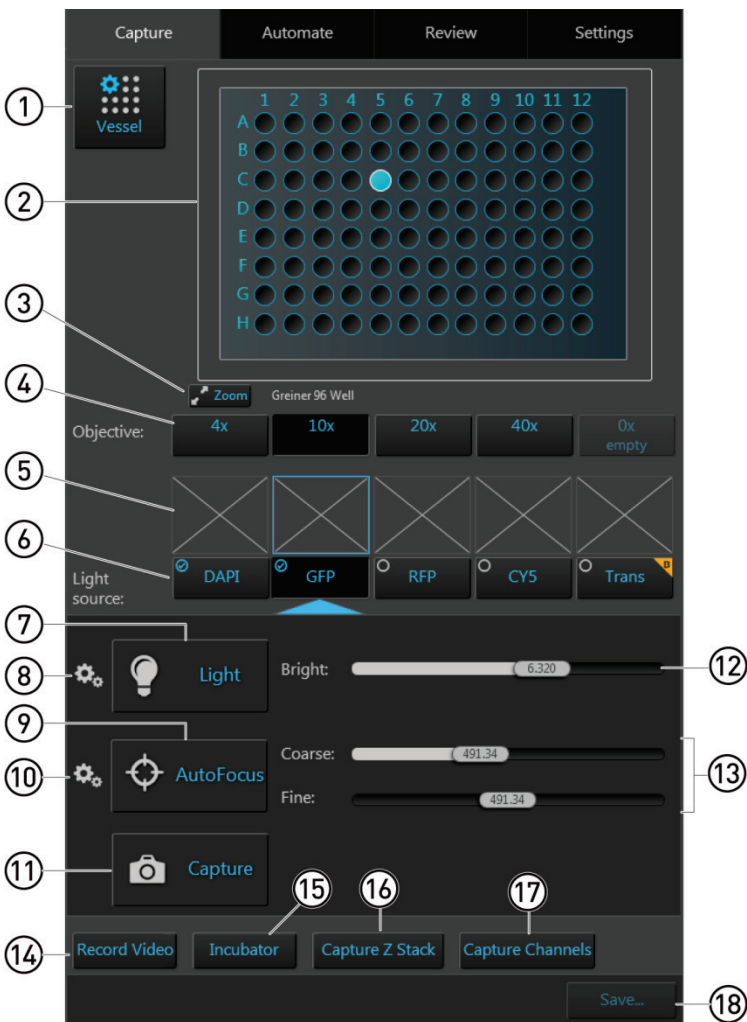 Capture Automate Review Settings
① Vessel
1 2 3 4 5 6 7 8 9 10 11 12
A
B
②
C
D
E
F
G
H
③ Zoom Greiner 96 Well
④ Objective: 4x 10x 20x 40x 0x
empty
⑤
⑥ Light
source: DAPI GFP RFP CY5 Trans B
⑦
⑧ Light Bright: 6.320 ⑫
⑨
Coarse: 491.34
⑩ AutoFocus ⑬
Fine: 491.34
⑪ Capture
⑮ ⑯ ⑰
⑭ Record Video Incubator Capture Z Stack Capture Channels
Save... ⑱